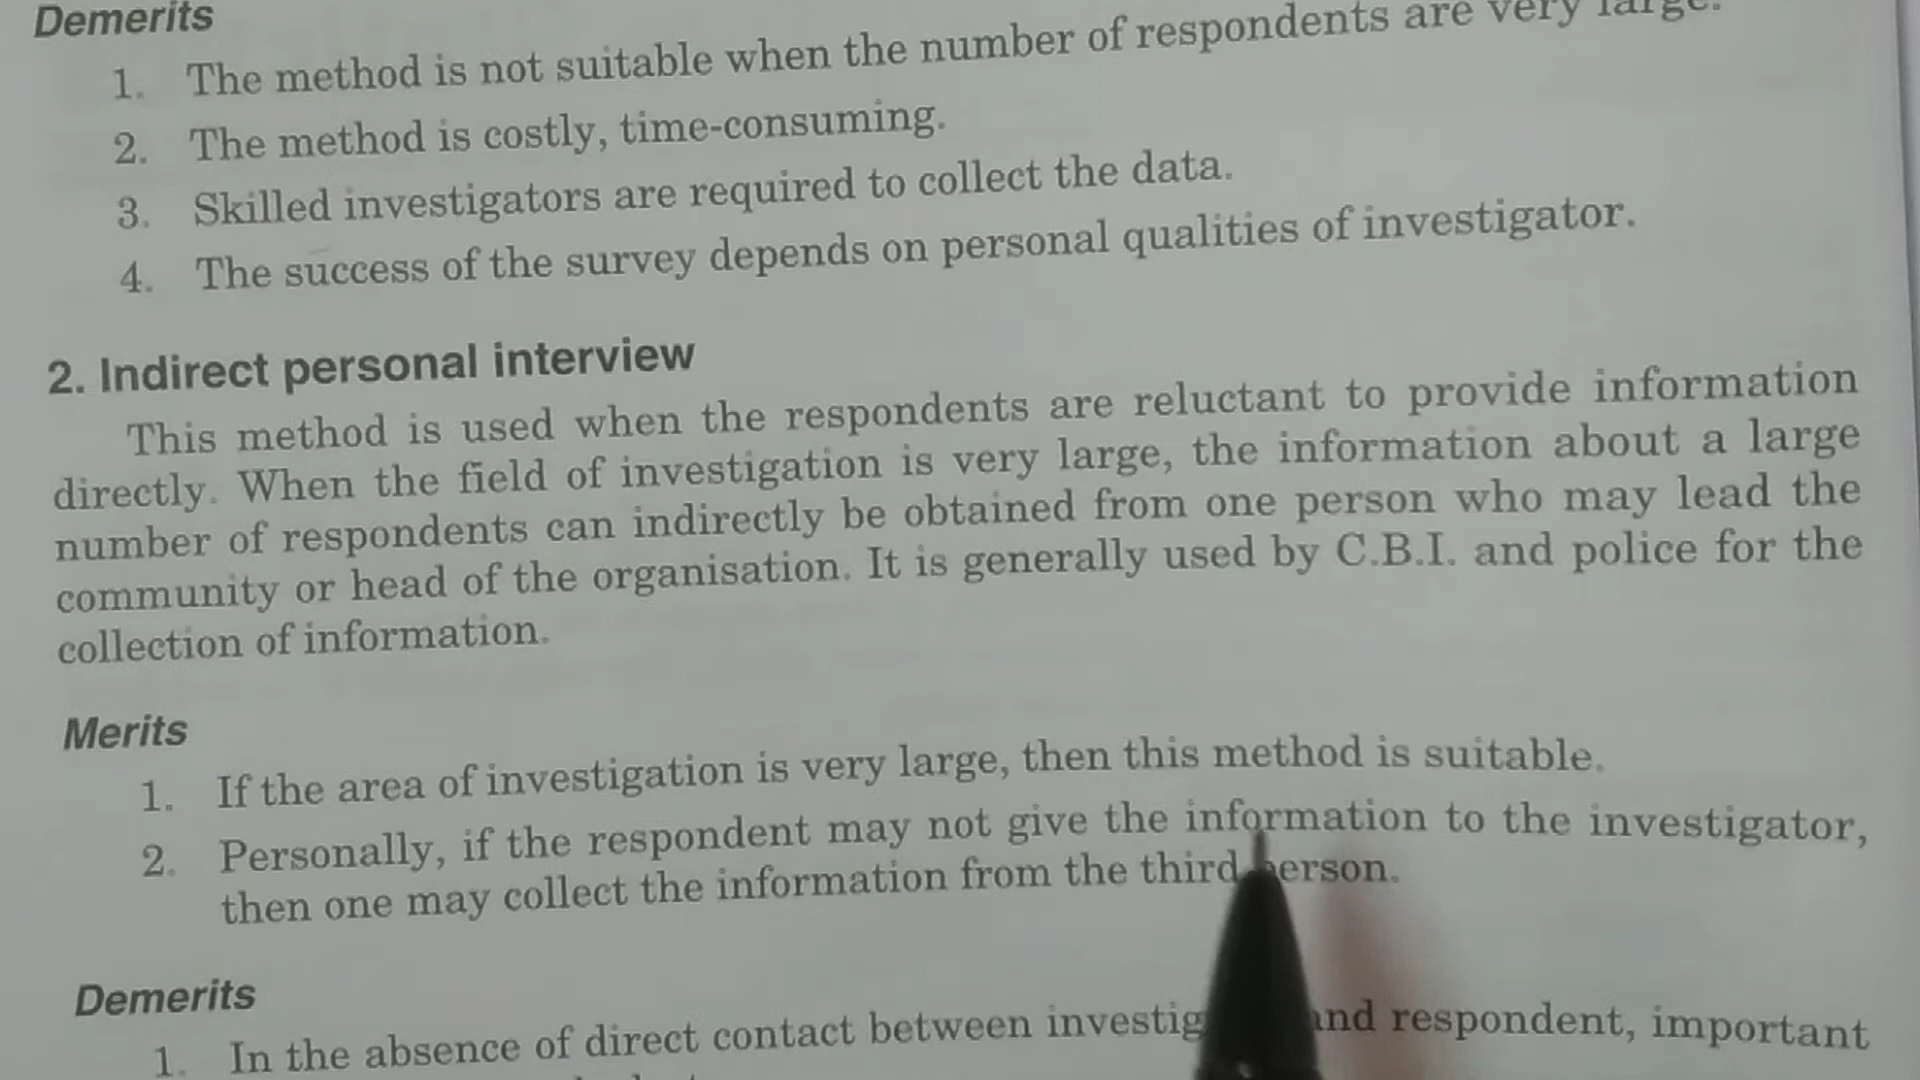 Demerits
1. The method is not suitable when the number of respondents are very large.
2. The method is costly, time-consuming.
3. Skilled investigators are required to collect the data.
4. The success of the survey depends on personal qualities of investigator.
2. Indirect personal interview
This method is used when the respondents are reluctant to provide information
directly. When the field of investigation is very large, the information about a large
number of respondents can indirectly be obtained from one person who may lead the
community or head of the organisation. It is generally used by C.B.I. and police for the
collection of information.
Merits
1. If the area of investigation is very large, then this method is suitable.
2. Personally, if the respondent may not give the information to the investigator,
then one may collect the information from the third person.
Demerits
1. In the absence of direct contact between and respondent, important